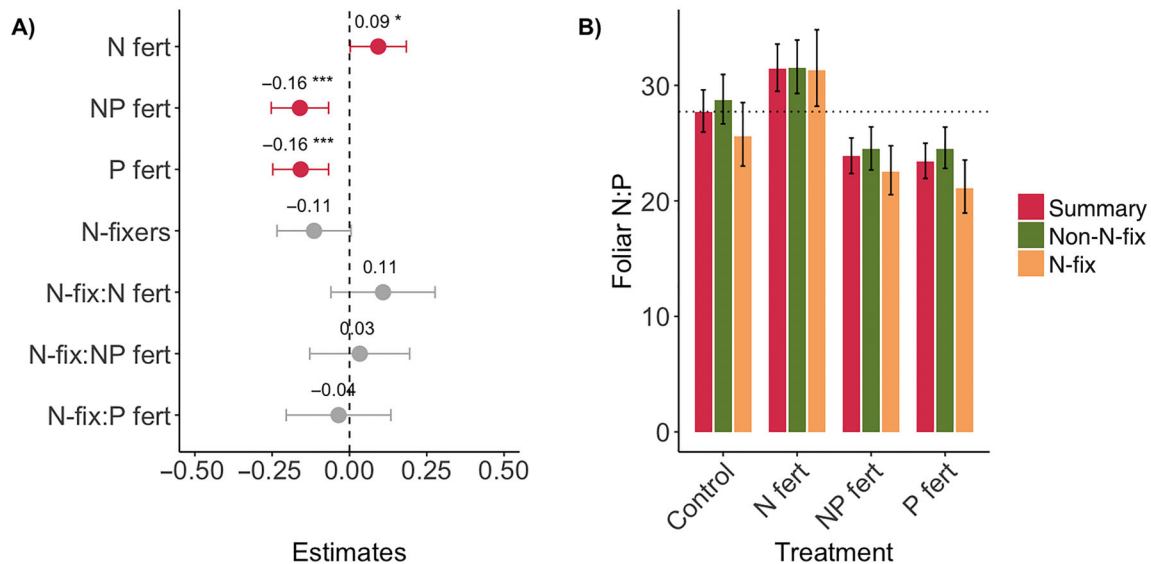 A)
N fert
NP fert
P fert
N-fixers
N-fix:N fert
N-fix:NP fert
N-fix:P fert
0.09 *
−0.16 ***
−0.16 ***
−0.11
0.11
0.03
−0.04
−0.50
−0.25
0.00
0.25
0.50
Estimates
B)
Foliar N:P
30
20
10
0
Control
N fert
NP fert
P fert
Treatment
Summary
Non-N-fix
N-fix